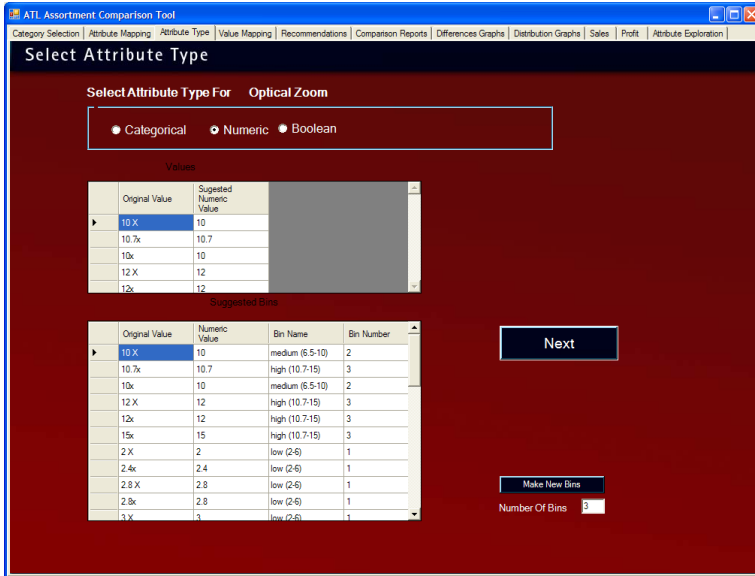 ATL Assortment Comparison Tool
Category Selection Attribute Mapping Attribute Type Value Mapping Recommendations Comparison Reports Differences Graphs Distribution Graphs Sales Profit Attribute Exploration
Select Attribute Type
Select Attribute Type For Optical Zoom
Categorical Numeric Boolean
Values
Original Value Sugested Numeric Value
10 X 10
10.7x 10.7
10x 10
12 X 12
12x 12
Suggested Bins
Original Value Numeric Value Bin Name Bin Number
10 X 10 medium (6.5-10) 2
10.7x 10.7 high (10.7-15) 3
10x 10 medium (6.5-10) 2
12 X 12 high (10.7-15) 3
12x 12 high (10.7-15) 3
15x 15 high (10.7-15) 3
2 X 2 low (2-6) 1
2.4x 2.4 low (2-6) 1
2.8 X 2.8 low (2-6) 1
2.8x 2.8 low (2-6) 1
3 X 3 low (2-6) 1
Next
Make New Bins
Number Of Bins 3